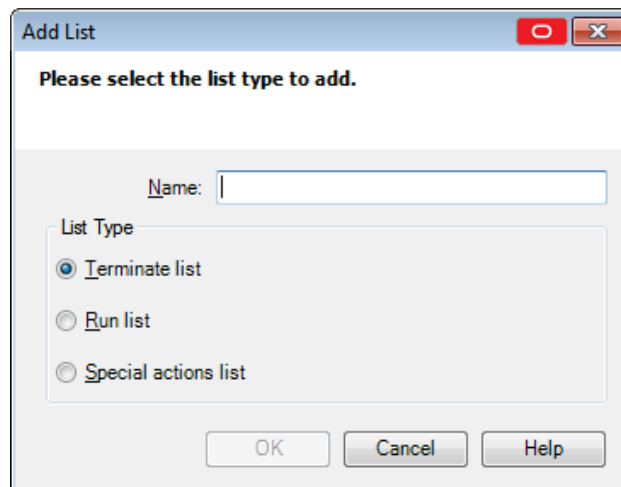 Add List
Please select the list type to add.
Name:
List Type
Terminate list
Run list
Special actions list
OK Cancel Help